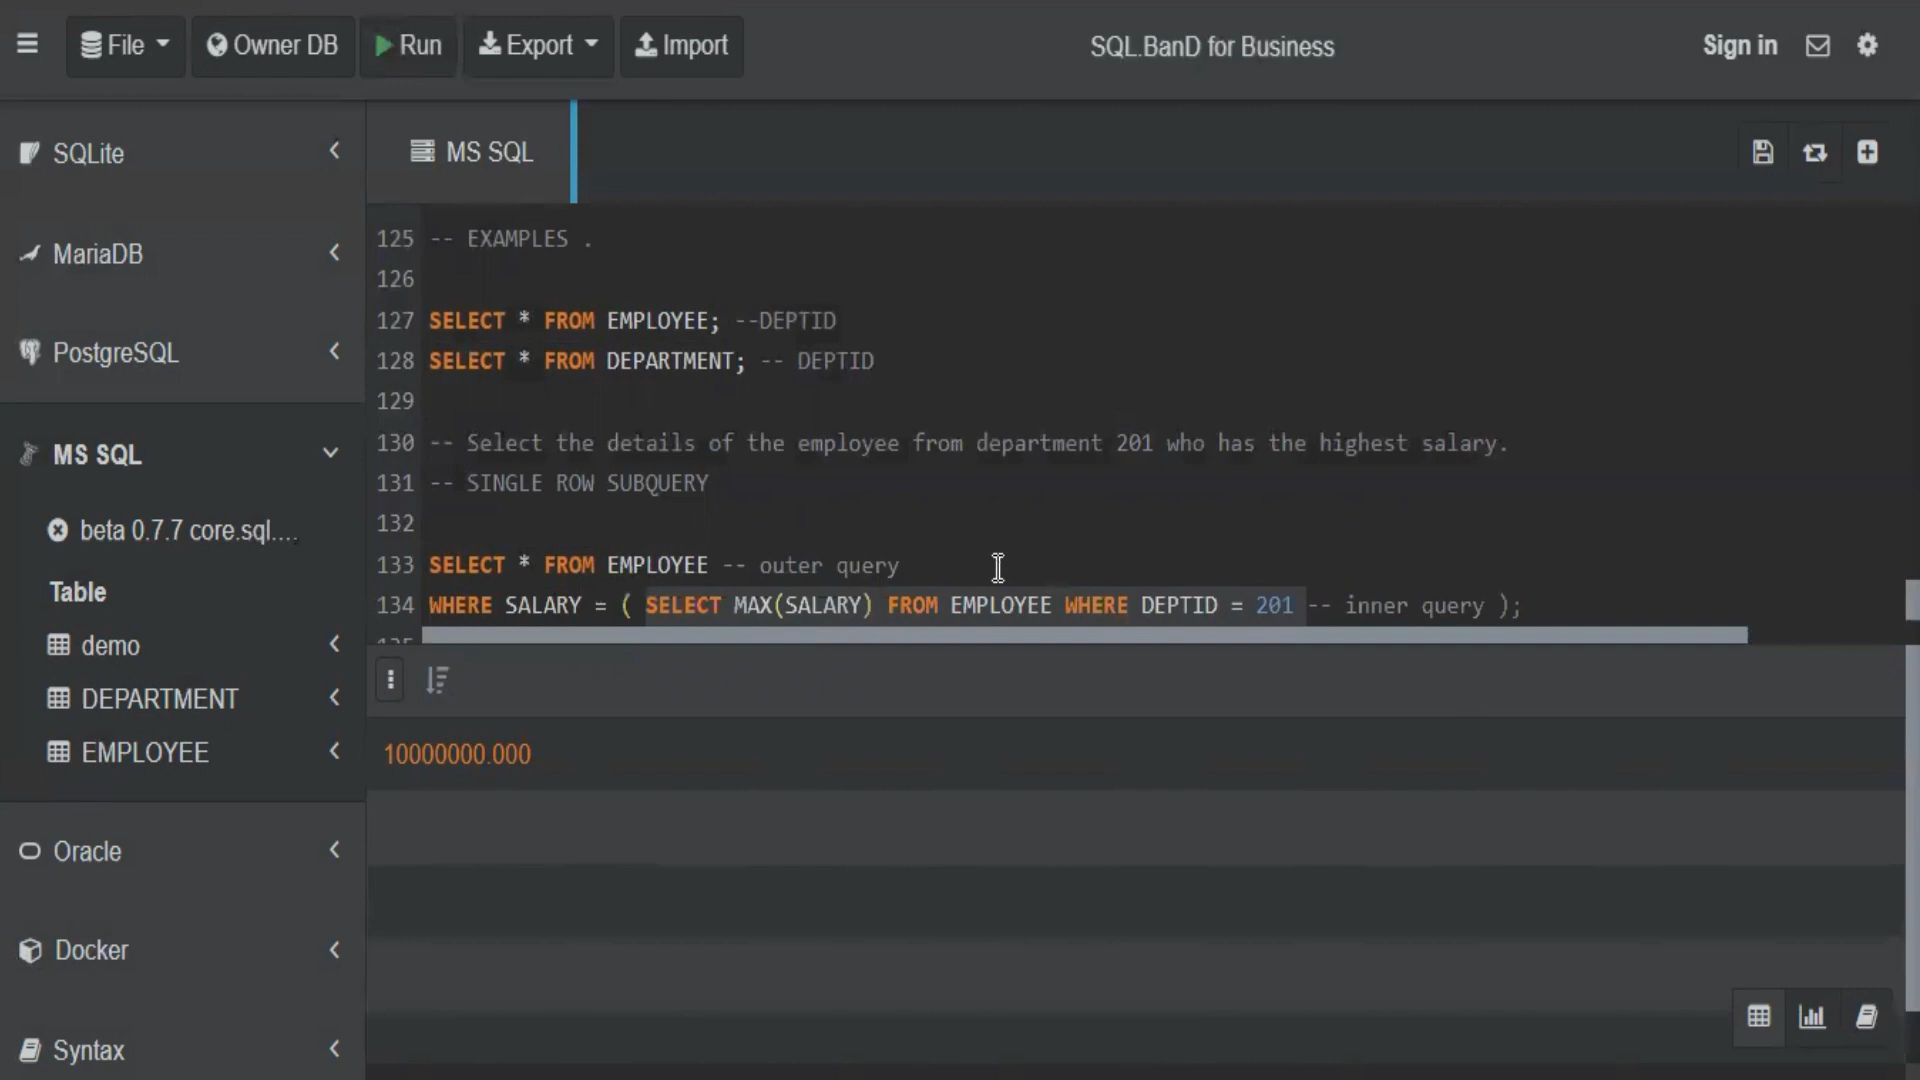 File
Owner DB
Run
Export
Import
SQL.BanD for Business
Sign in
SQLite
MariaDB
PostgreSQL
MS SQL
beta 0.7.7 core.sql....
Table
demo
DEPARTMENT
EMPLOYEE
Oracle
Docker
Syntax
MS SQL
125 -- EXAMPLES .
126
127 SELECT * FROM EMPLOYEE; --DEPTID
128 SELECT * FROM DEPARTMENT; -- DEPTID
129
130 -- Select the details of the employee from department 201 who has the highest salary.
131 -- SINGLE ROW SUBQUERY
132
133 SELECT * FROM EMPLOYEE -- outer query
134 WHERE SALARY = ( SELECT MAX(SALARY) FROM EMPLOYEE WHERE DEPTID = 201 -- inner query );
10000000.000